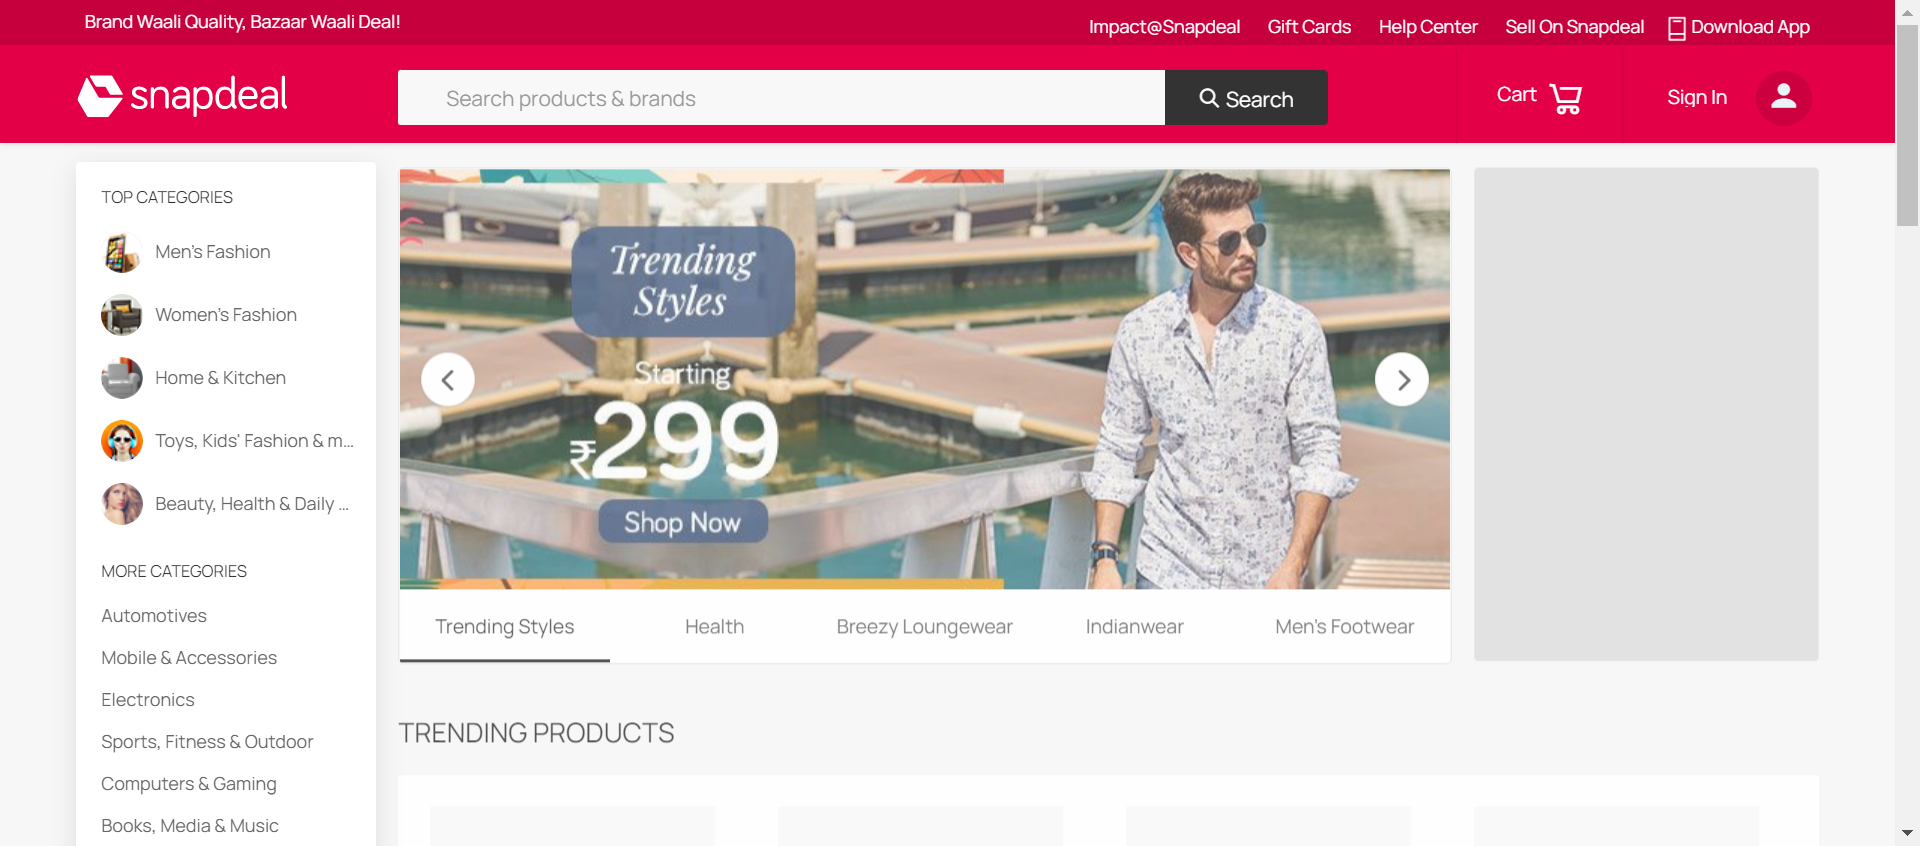 Brand Waali Quality, Bazaar Waali Deal!
Impact@Snapdeal
Gift Cards
Help Center
Sell On Snapdeal
Download App
snapdeal
Search products & brands
Search
Cart
Sign In
TOP CATEGORIES
Men's Fashion
Women's Fashion
Home & Kitchen
Toys, Kids' Fashion & m...
Beauty, Health & Daily ...
MORE CATEGORIES
Automotives
Mobile & Accessories
Electronics
Sports, Fitness & Outdoor
Computers & Gaming
Books, Media & Music
Trending
Styles
Starting
₹299
Shop Now
Trending Styles
Health
Breezy Loungewear
Indianwear
Men's Footwear
TRENDING PRODUCTS